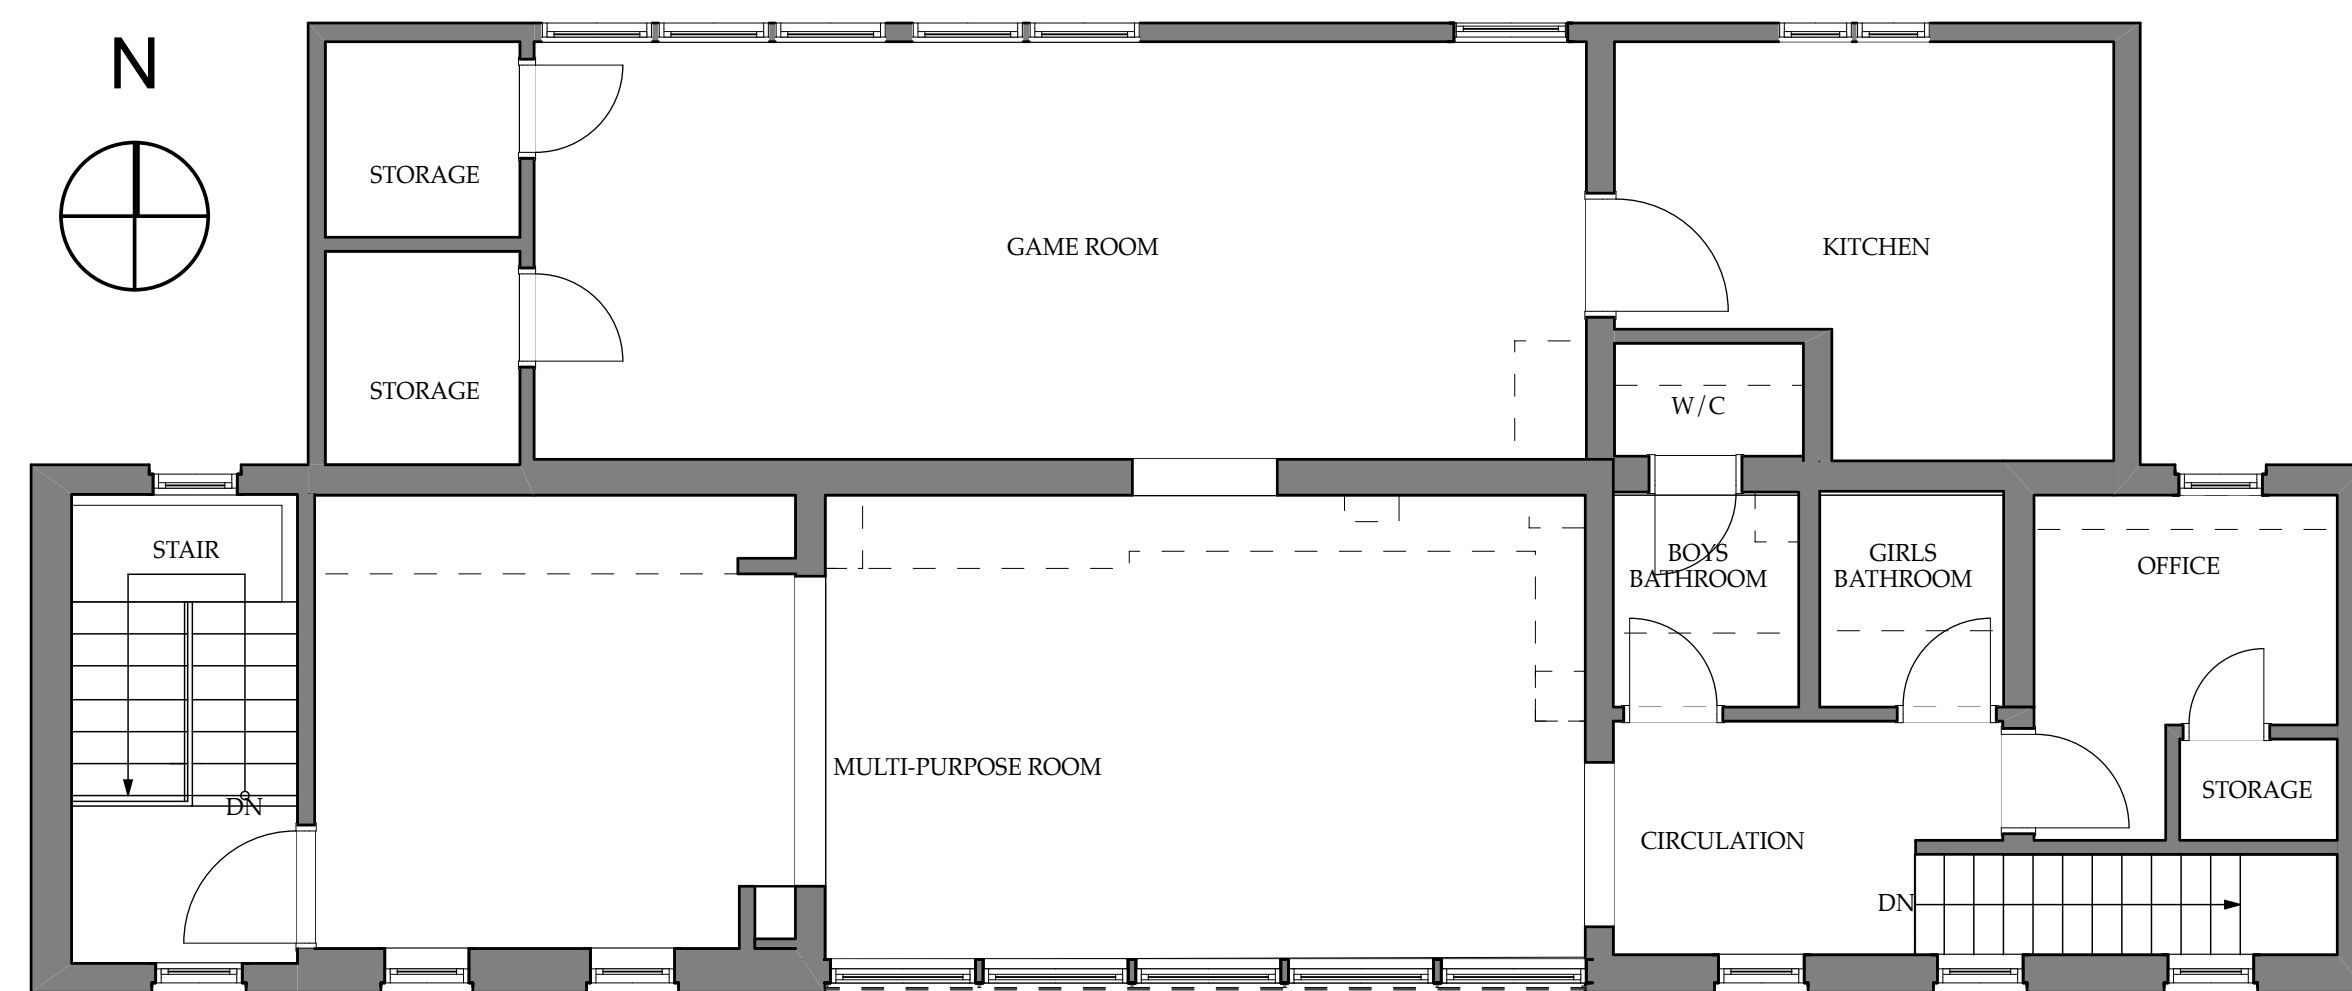 N
STORAGE
GAME ROOM
KITCHEN
STORAGE
W/C
STAIR
BOYS
BATHROOM
GIRLS
BATHROOM
OFFICE
MULTI-PURPOSE ROOM
STORAGE
DN
CIRCULATION
DN